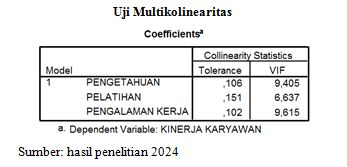 Uji Multikolinearitas
Coefficientsa
Collinearity Statistics
Model Tolerance VIF
1 PENGETAHUAN ,106 9,405
PELATIHAN ,151 6,637
PENGALAMAN KERJA ,102 9,615
a. Dependent Variable: KINERJA KARYAWAN
Sumber: hasil penelitian 2024